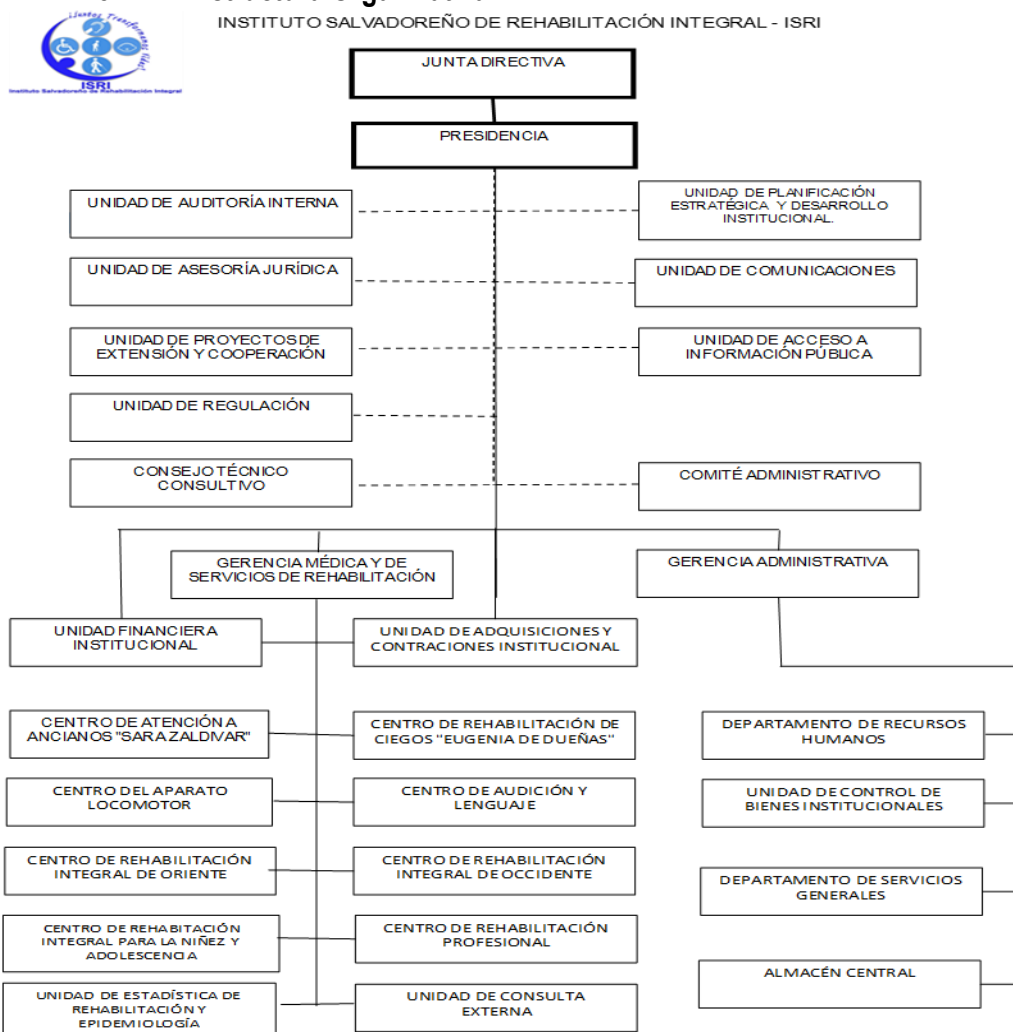 INSTITUTO SALVADOREÑO DE REHABILITACIÓN INTEGRAL - ISRI
¡Juntos Transformamos Vidas!
ISRI
Instituto Salvadoreño de Rehabilitación Integral
JUNTA DIRECTIVA
PRESIDENCIA
UNIDAD DE AUDITORÍA INTERNA
UNIDAD DE PLANIFICACIÓN
ESTRATÉGICA Y DESARROLLO
INSTITUCIONAL.
UNIDAD DE ASESORÍA JURÍDICA
UNIDAD DE COMUNICACIONES
UNIDAD DE PROYECTOS DE
EXTENSIÓN Y COOPERACIÓN
UNIDAD DE ACCESO A
INFORMACIÓN PÚBLICA
UNIDAD DE REGULACIÓN
CONSEJO TÉCNICO
CONSULTIVO
COMITÉ ADMINISTRATIVO
GERENCIA MÉDICA Y DE
SERVICIOS DE REHABILITACIÓN
GERENCIA ADMINISTRATIVA
UNIDAD FINANCIERA
INSTITUCIONAL
UNIDAD DE ADQUISICIONES Y
CONTRACIONES INSTITUCIONAL
CENTRO DE ATENCIÓN A
ANCIANOS "SARA ZALDIVAR"
CENTRO DE REHABILITACIÓN DE
CIEGOS "EUGENIA DE DUEÑAS"
DEPARTAMENTO DE RECURSOS
HUMANOS
CENTRO DEL APARATO
LOCOMOTOR
CENTRO DE AUDICIÓN Y
LENGUAJE
UNIDAD DE CONTROL DE
BIENES INSTITUCIONALES
CENTRO DE REHABILITACIÓN
INTEGRAL DE ORIENTE
CENTRO DE REHABILITACIÓN
INTEGRAL DE OCCIDENTE
DEPARTAMENTO DE SERVICIOS
GENERALES
CENTRO DE REHABITACIÓN
INTEGRAL PARA LA NIÑEZ Y
ADOLESCENCIA
CENTRO DE REHABILITACIÓN
PROFESIONAL
ALMACÉN CENTRAL
UNIDAD DE ESTADÍSTICA DE
REHABILITACIÓN Y
EPIDEMIOLOGÍA
UNIDAD DE CONSULTA
EXTERNA